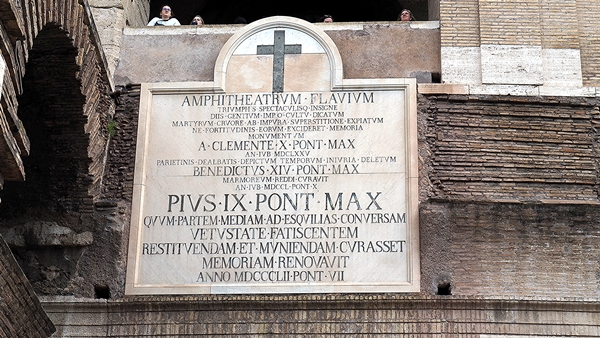 AMPHITHEATRVM · FLAVIVM
TRIVMPHIS SPECTACVLISQ · INSIGNE
DIIS · GENTIVM · IMPIO · CVLTV · DICATVM
MARTYRVM · CRVORE · AB · IMPVRA · SVPERSTITIONE · EXPIATVM
NE · FORTITVDINIS · EORVM · EXCIDERET · MEMORIA
MONVMENTVM
A · CLEMENTE · X · PONT · MAX
AN · IVB · MDCLXXV
PARIETINIS · DEALBATIS · DEPICTVM · TEMPORVM · INIVRIA · DELETVM
BENEDICTVS · XIV · PONT · MAX
MARMOREVM · REDDI · CVRAVIT
AN · IVB · MDCCL · PONT · X
PIVS · IX · PONT · MAX
QVVM · PARTEM · MEDIAM · AD · ESQVILIAS · CONVERSAM
VETVSTATE · FATISCENTEM
RESTITVENDAM · ET · MVNIENDAM · CVRASSET
MEMORIAM · RENOVAVIT
ANNO MDCCCLII · PONT · VII